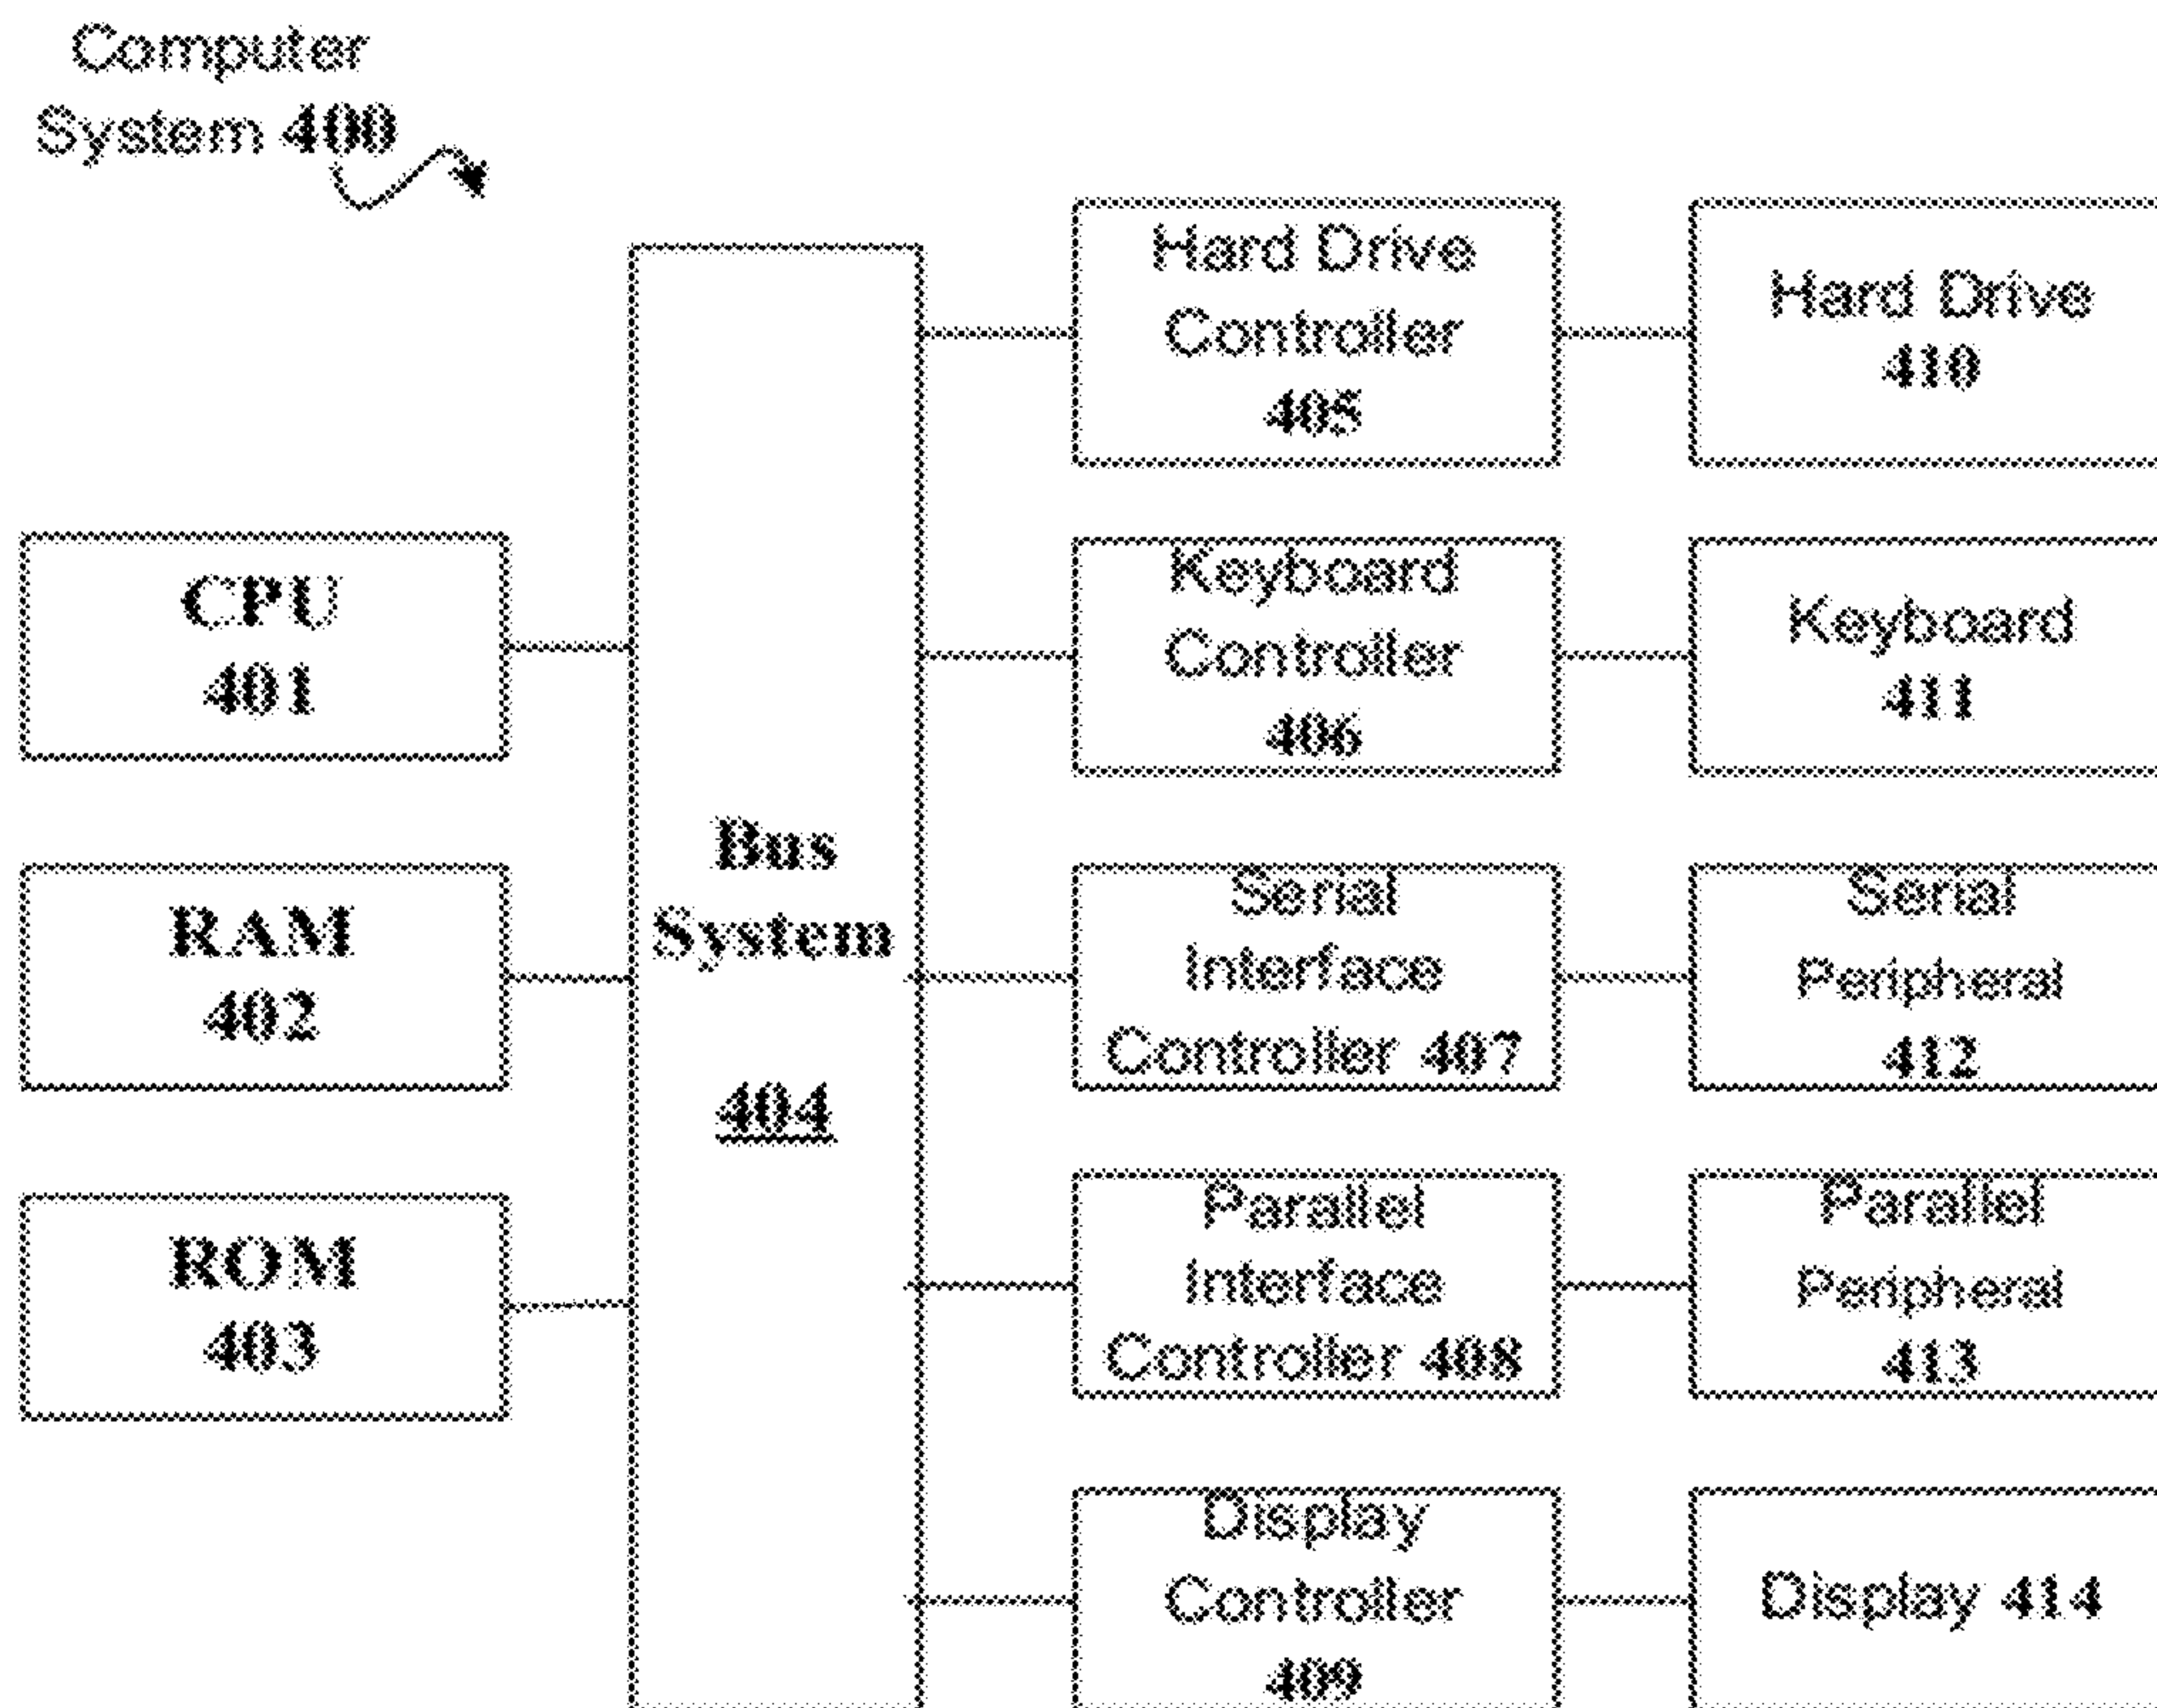 Computer
System 400
Hard Drive
Controller
405
Hard Drive
410
CPU
401
Keyboard
Controller
406
Keyboard
411
Bus
System
404
RAM
402
Serial
Interface
Controller 407
Serial
Peripheral
412
ROM
403
Parallel
Interface
Controller 408
Parallel
Peripheral
413
Display
Controller
409
Display 414